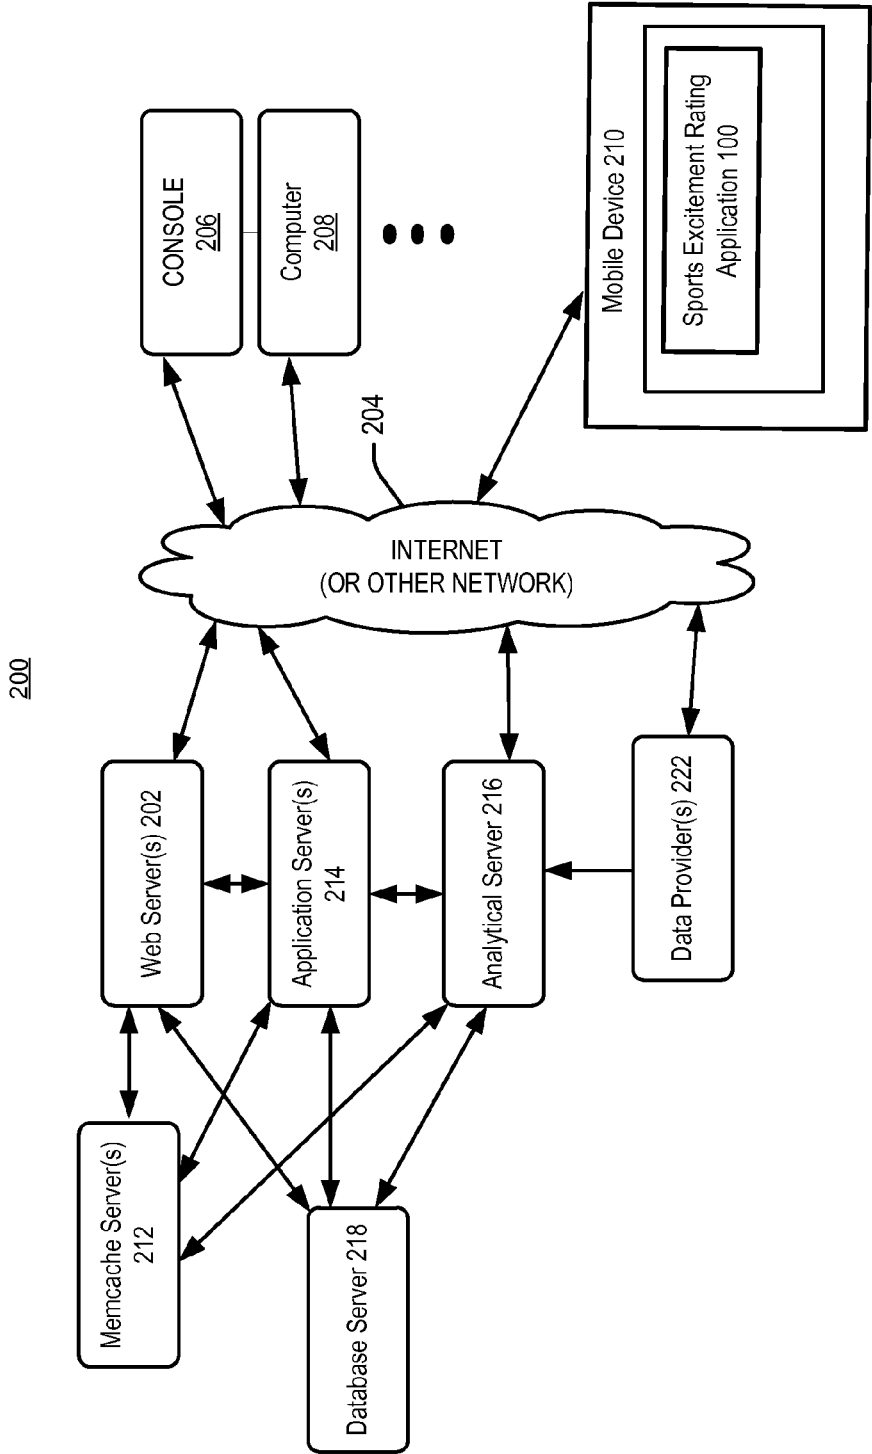 200
Memcache Server(s)
212
Database Server 218
Web Server(s) 202
Application Server(s)
214
Analytical Server 216
Data Provider(s) 222
INTERNET
(OR OTHER NETWORK)
204
CONSOLE
206
Computer
208
Mobile Device 210
Sports Excitement Rating
Application 100